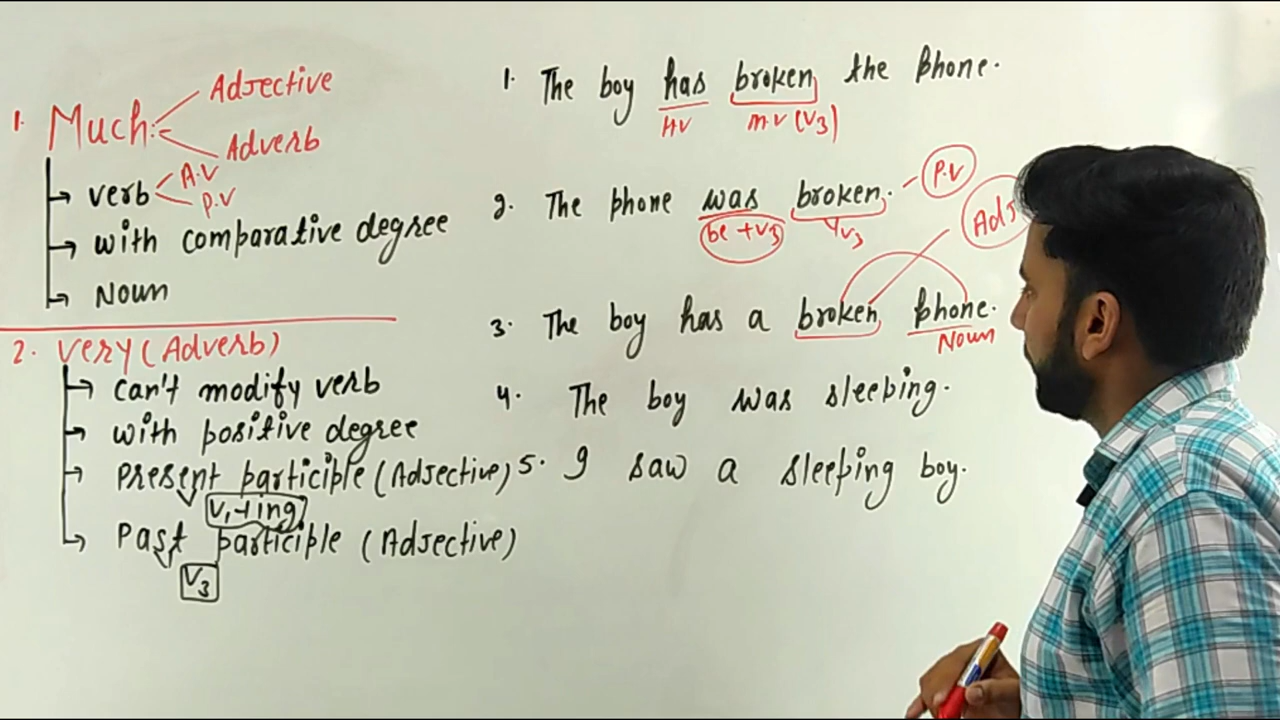 1. Much:
Adjective
Adverb
verb
A.V
P.V
with comparative degree
Noun
2. very (Adverb)
can't modify verb
with positive degree
Present participle (Adjective)
V₁+ing
Past participle (Adjective)
V₃
1. The boy has broken the Phone.
H.V
M.V (V₃)
2. The Phone was broken.
P.V
be + V₃
V₃
Adj
3. The boy has a broken Phone.
Noun
4. The boy was sleeping.
5. I saw a sleeping boy.